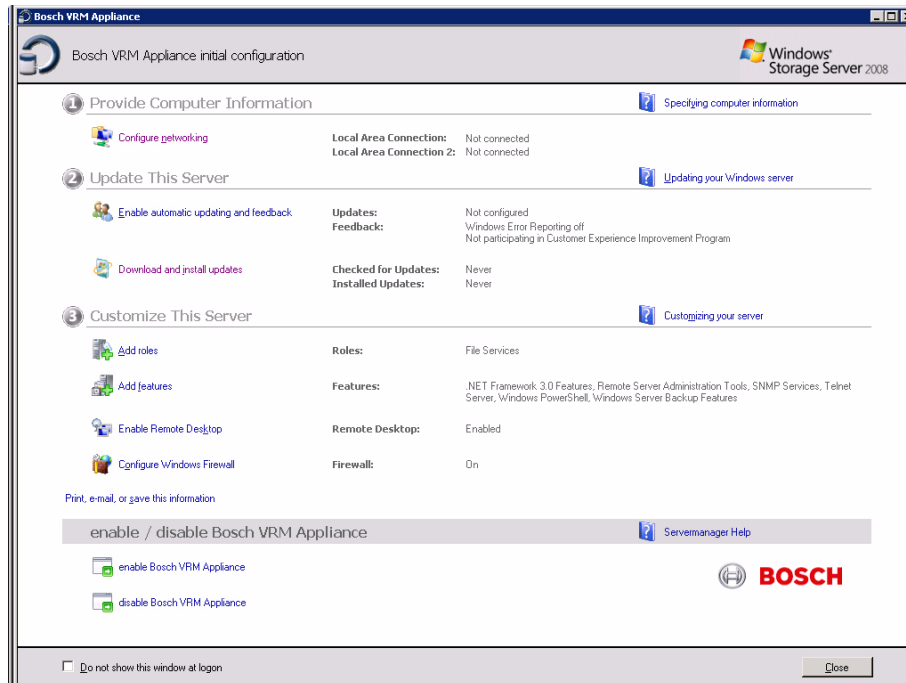 Bosch VRM Appliance
Bosch VRM Appliance initial configuration
Windows
Storage Server 2008
1 Provide Computer Information
Specifying computer information
Configure networking
Local Area Connection: Not connected
Local Area Connection 2: Not connected
2 Update This Server
Updating your Windows server
Enable automatic updating and feedback
Updates: Not configured
Feedback: Windows Error Reporting off
Not participating in Customer Experience Improvement Program
Download and install updates
Checked for Updates: Never
Installed Updates: Never
3 Customize This Server
Customizing your server
Add roles
Roles: File Services
Add features
Features: .NET Framework 3.0 Features, Remote Server Administration Tools, SNMP Services, Telnet
Server, Windows PowerShell, Windows Server Backup Features
Enable Remote Desktop
Remote Desktop: Enabled
Configure Windows Firewall
Firewall: On
Print, e-mail, or save this information
enable / disable Bosch VRM Appliance
Servermanager Help
enable Bosch VRM Appliance
BOSCH
disable Bosch VRM Appliance
Do not show this window at logon
Close